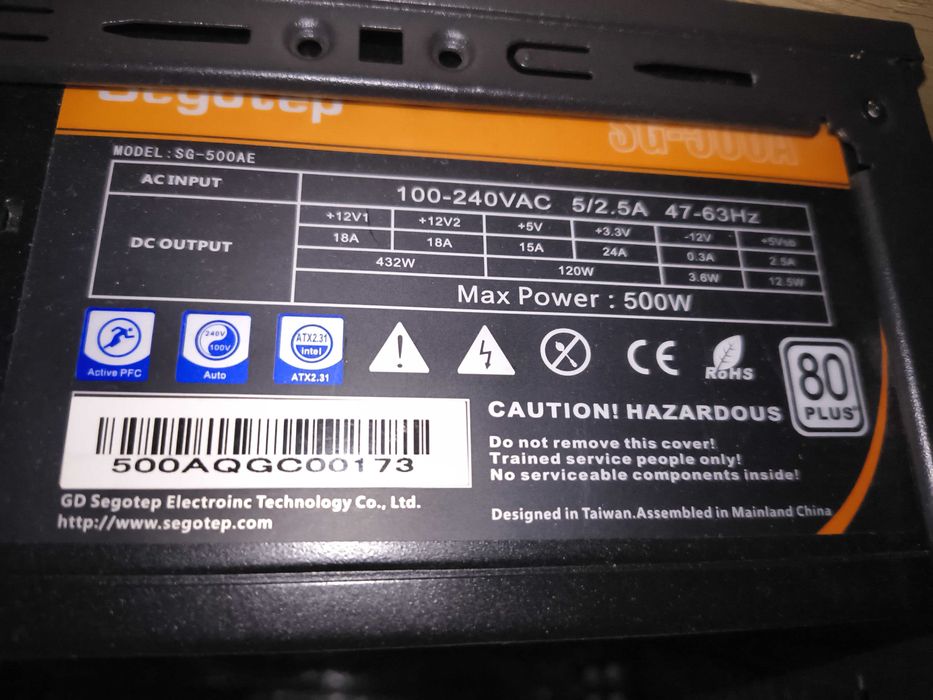 Segotep
SG-500A
MODEL: SG-500AE
AC INPUT 100-240VAC 5/2.5A 47-63Hz
DC OUTPUT +12V1 +12V2 +5V +3.3V -12V +5Vsb
18A 18A 15A 24A 0.3A 2.5A
432W 120W 3.6W 12.5W
Max Power : 500W
Active PFC
240V
100V
Auto
ATX2.31
intel
ATX2.31
CE
RoHS
80
PLUS
500AQGC00173
CAUTION! HAZARDOUS
Do not remove this cover!
Trained service people only!
No serviceable components inside!
GD Segotep Electroinc Technology Co., Ltd.
http://www.segotep.com
Designed in Taiwan.Assembled in Mainland China